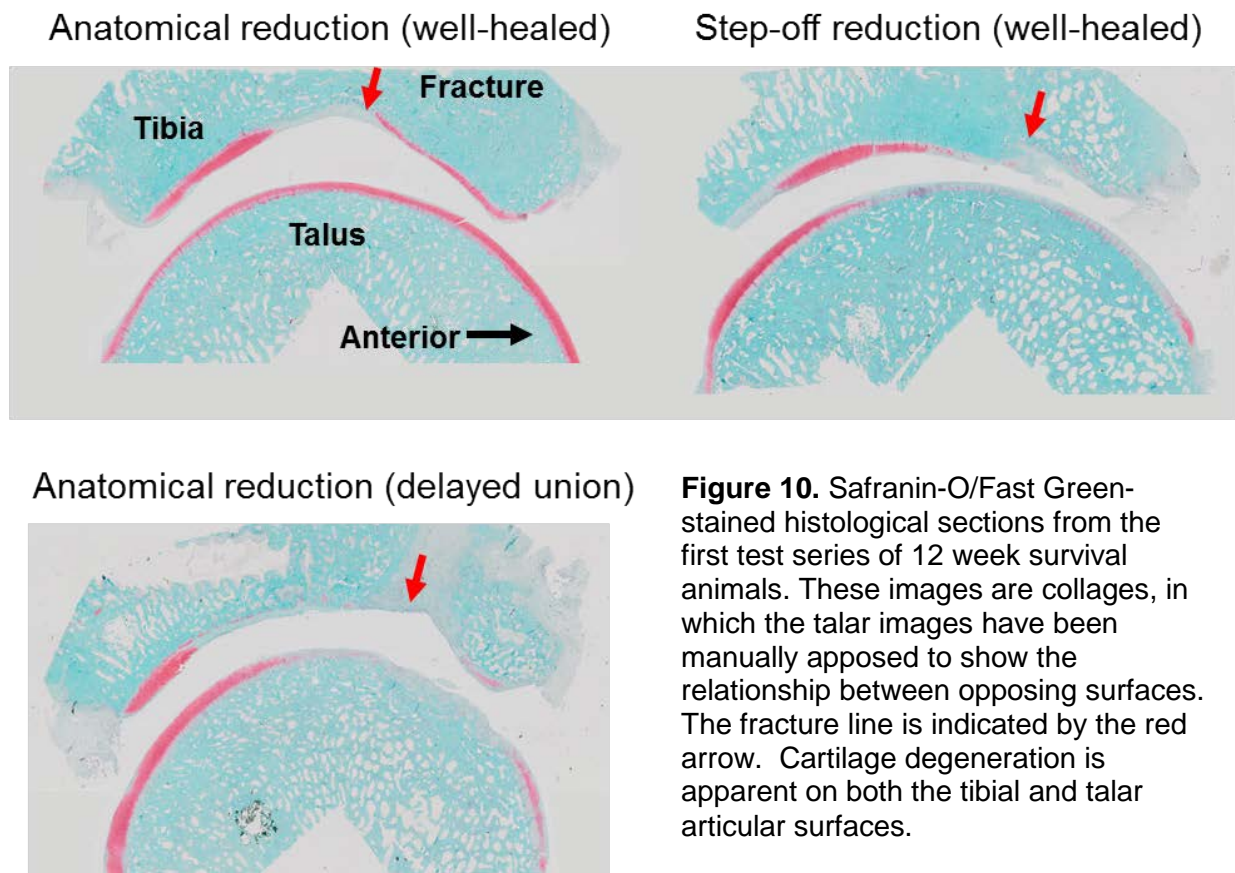 Anatomical reduction (well-healed)
Step-off reduction (well-healed)
Fracture
Tibia
Talus
Anterior
Anatomical reduction (delayed union)
Figure 10. Safranin-O/Fast Green-
stained histological sections from the
first test series of 12 week survival
animals. These images are collages, in
which the talar images have been
manually apposed to show the
relationship between opposing surfaces.
The fracture line is indicated by the red
arrow.  Cartilage degeneration is
apparent on both the tibial and talar
articular surfaces.